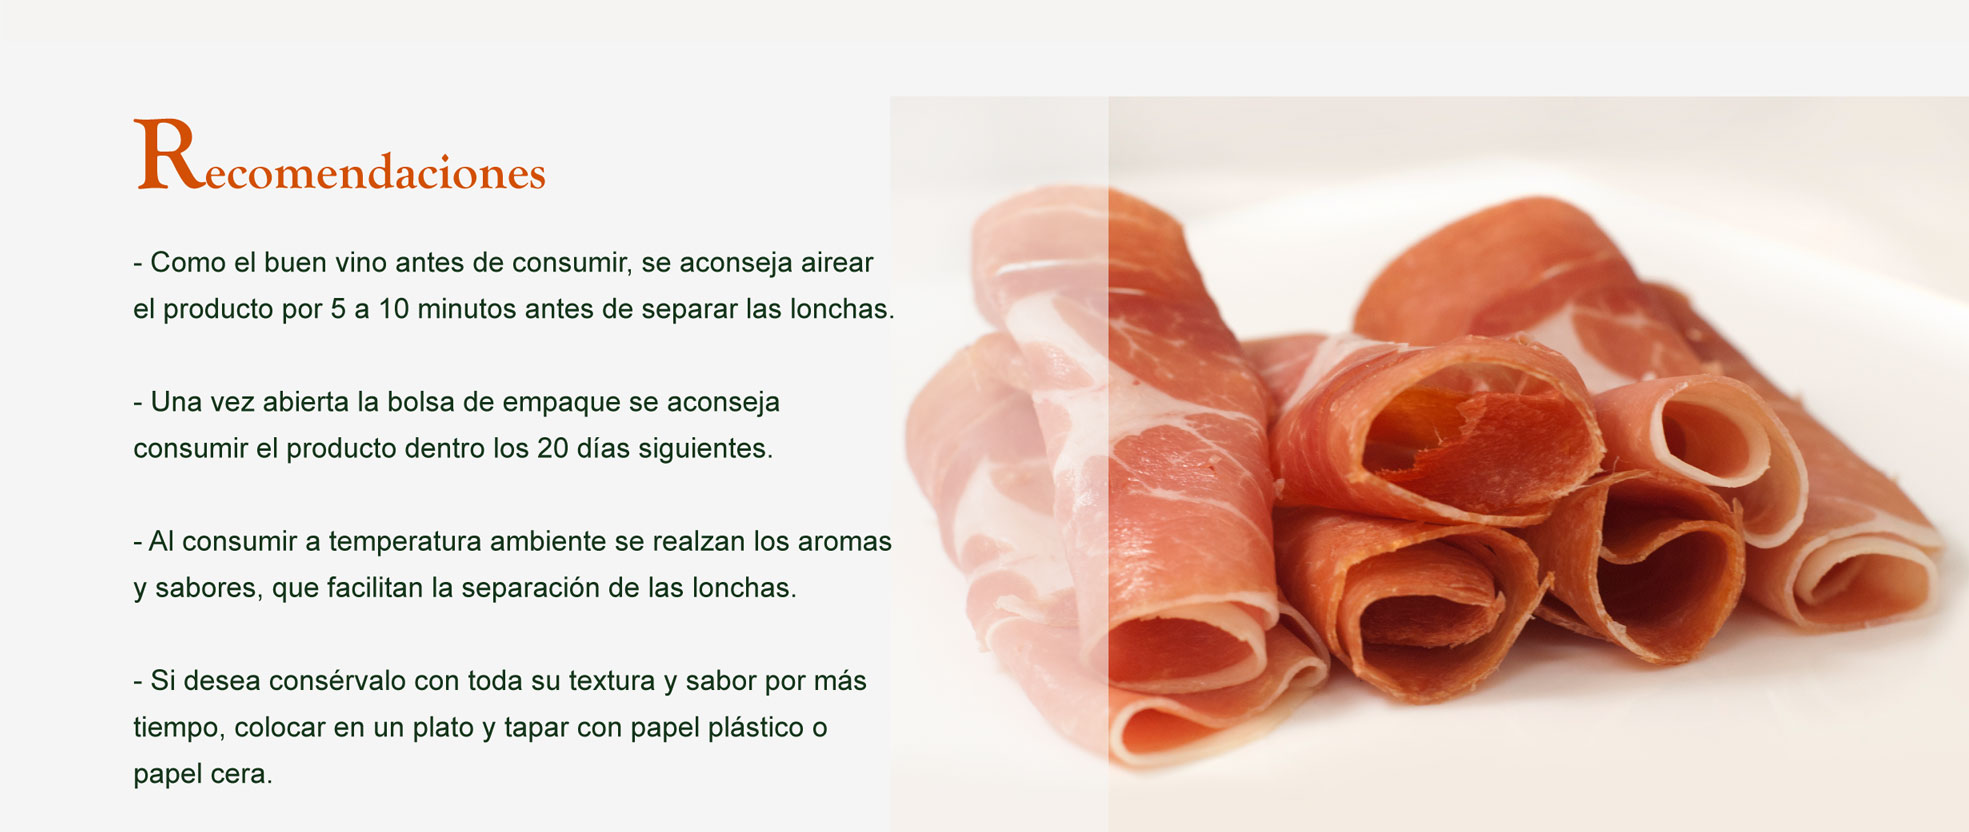 Recomendaciones
- Como el buen vino antes de consumir, se aconseja airear
el producto por 5 a 10 minutos antes de separar las lonchas.
- Una vez abierta la bolsa de empaque se aconseja
consumir el producto dentro los 20 días siguientes.
- Al consumir a temperatura ambiente se realzan los aromas
y sabores, que facilitan la separación de las lonchas.
- Si desea consérvalo con toda su textura y sabor por más
tiempo, colocar en un plato y tapar con papel plástico o
papel cera.